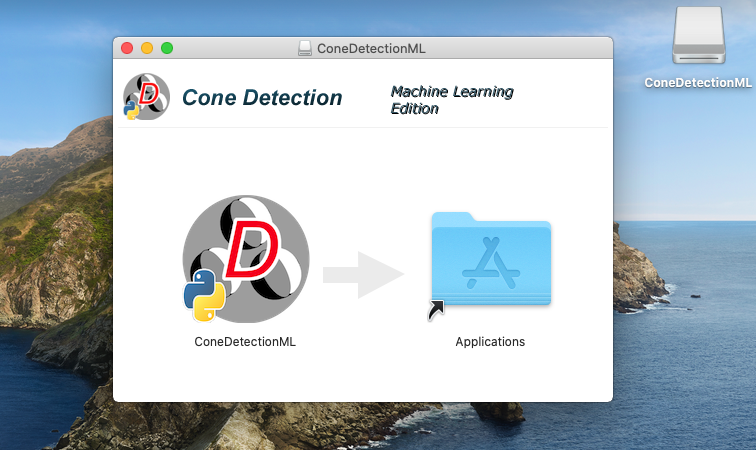 ConeDetectionML
ConeDetectionML
D
Cone Detection
Machine Learning
Edition
D
ConeDetectionML
Applications